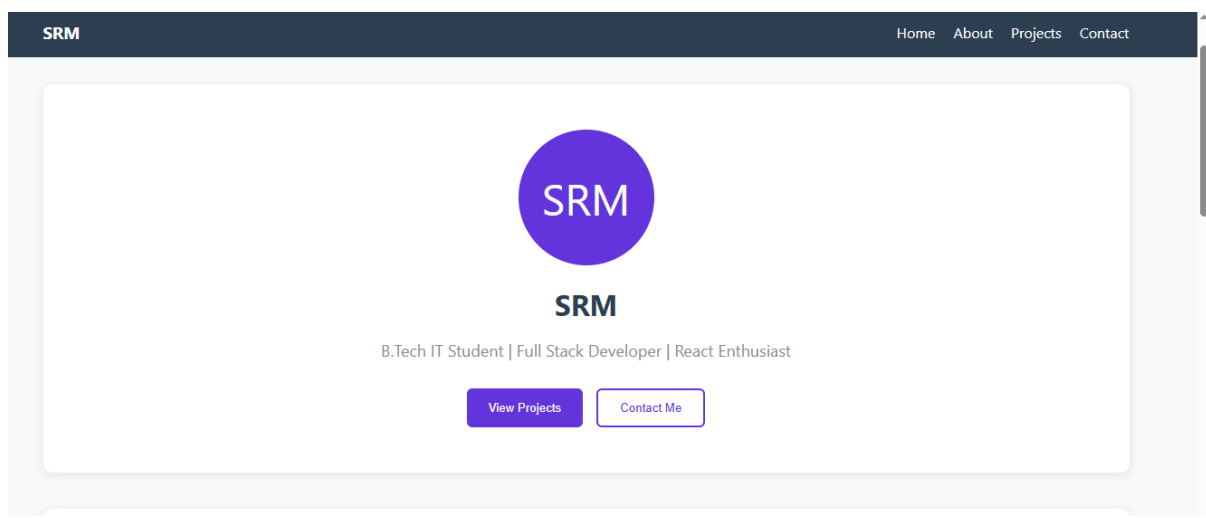 SRM
Home About Projects Contact
SRM
SRM
B.Tech IT Student | Full Stack Developer | React Enthusiast
View Projects
Contact Me